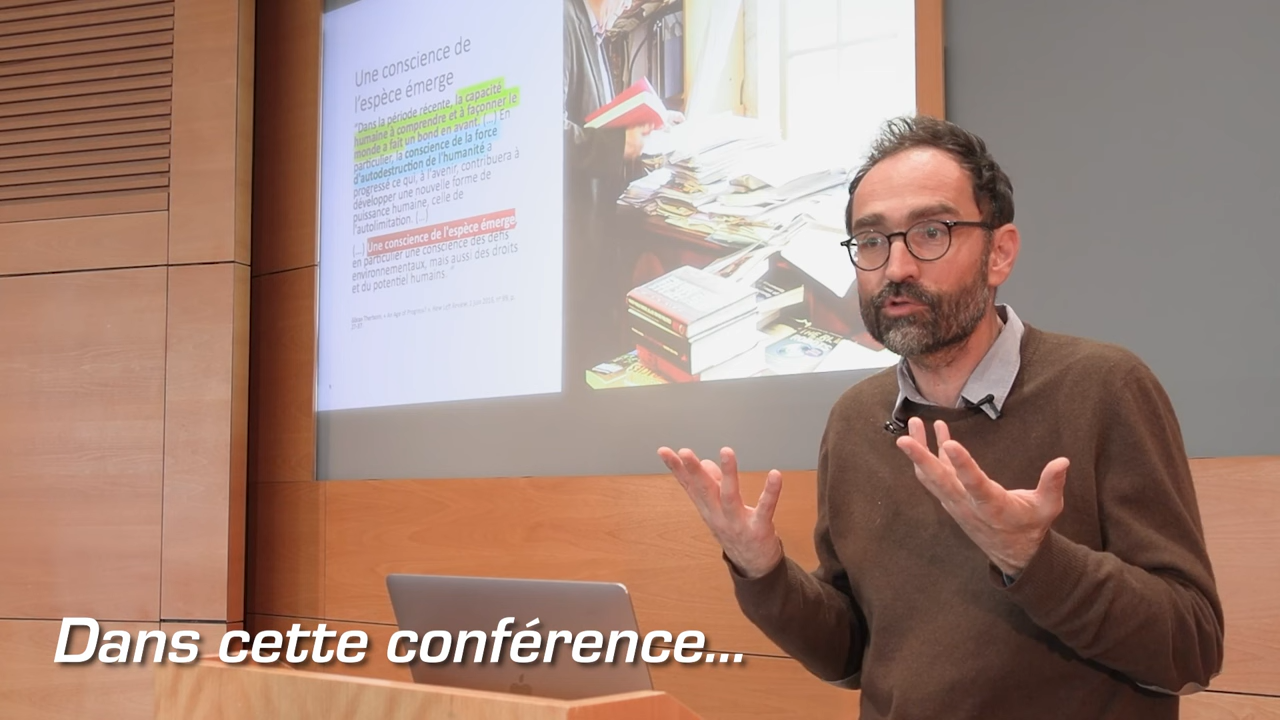 Une conscience de
l'espèce émerge
"Dans la période récente, la capacité
humaine à comprendre et à façonner le
monde a fait un bond en avant. (...) En
particulier, la conscience de la force
d'autodestruction de l'humanité a
progressé ce qui, à l'avenir, contribuera à
développer une nouvelle forme de
puissance humaine, celle de
l'autolimitation. [...]
[...] Une conscience de l'espèce émerge,
en particulier une conscience des défis
environnementaux, mais aussi des droits
et du potentiel humains. "
Dans cette conférence...